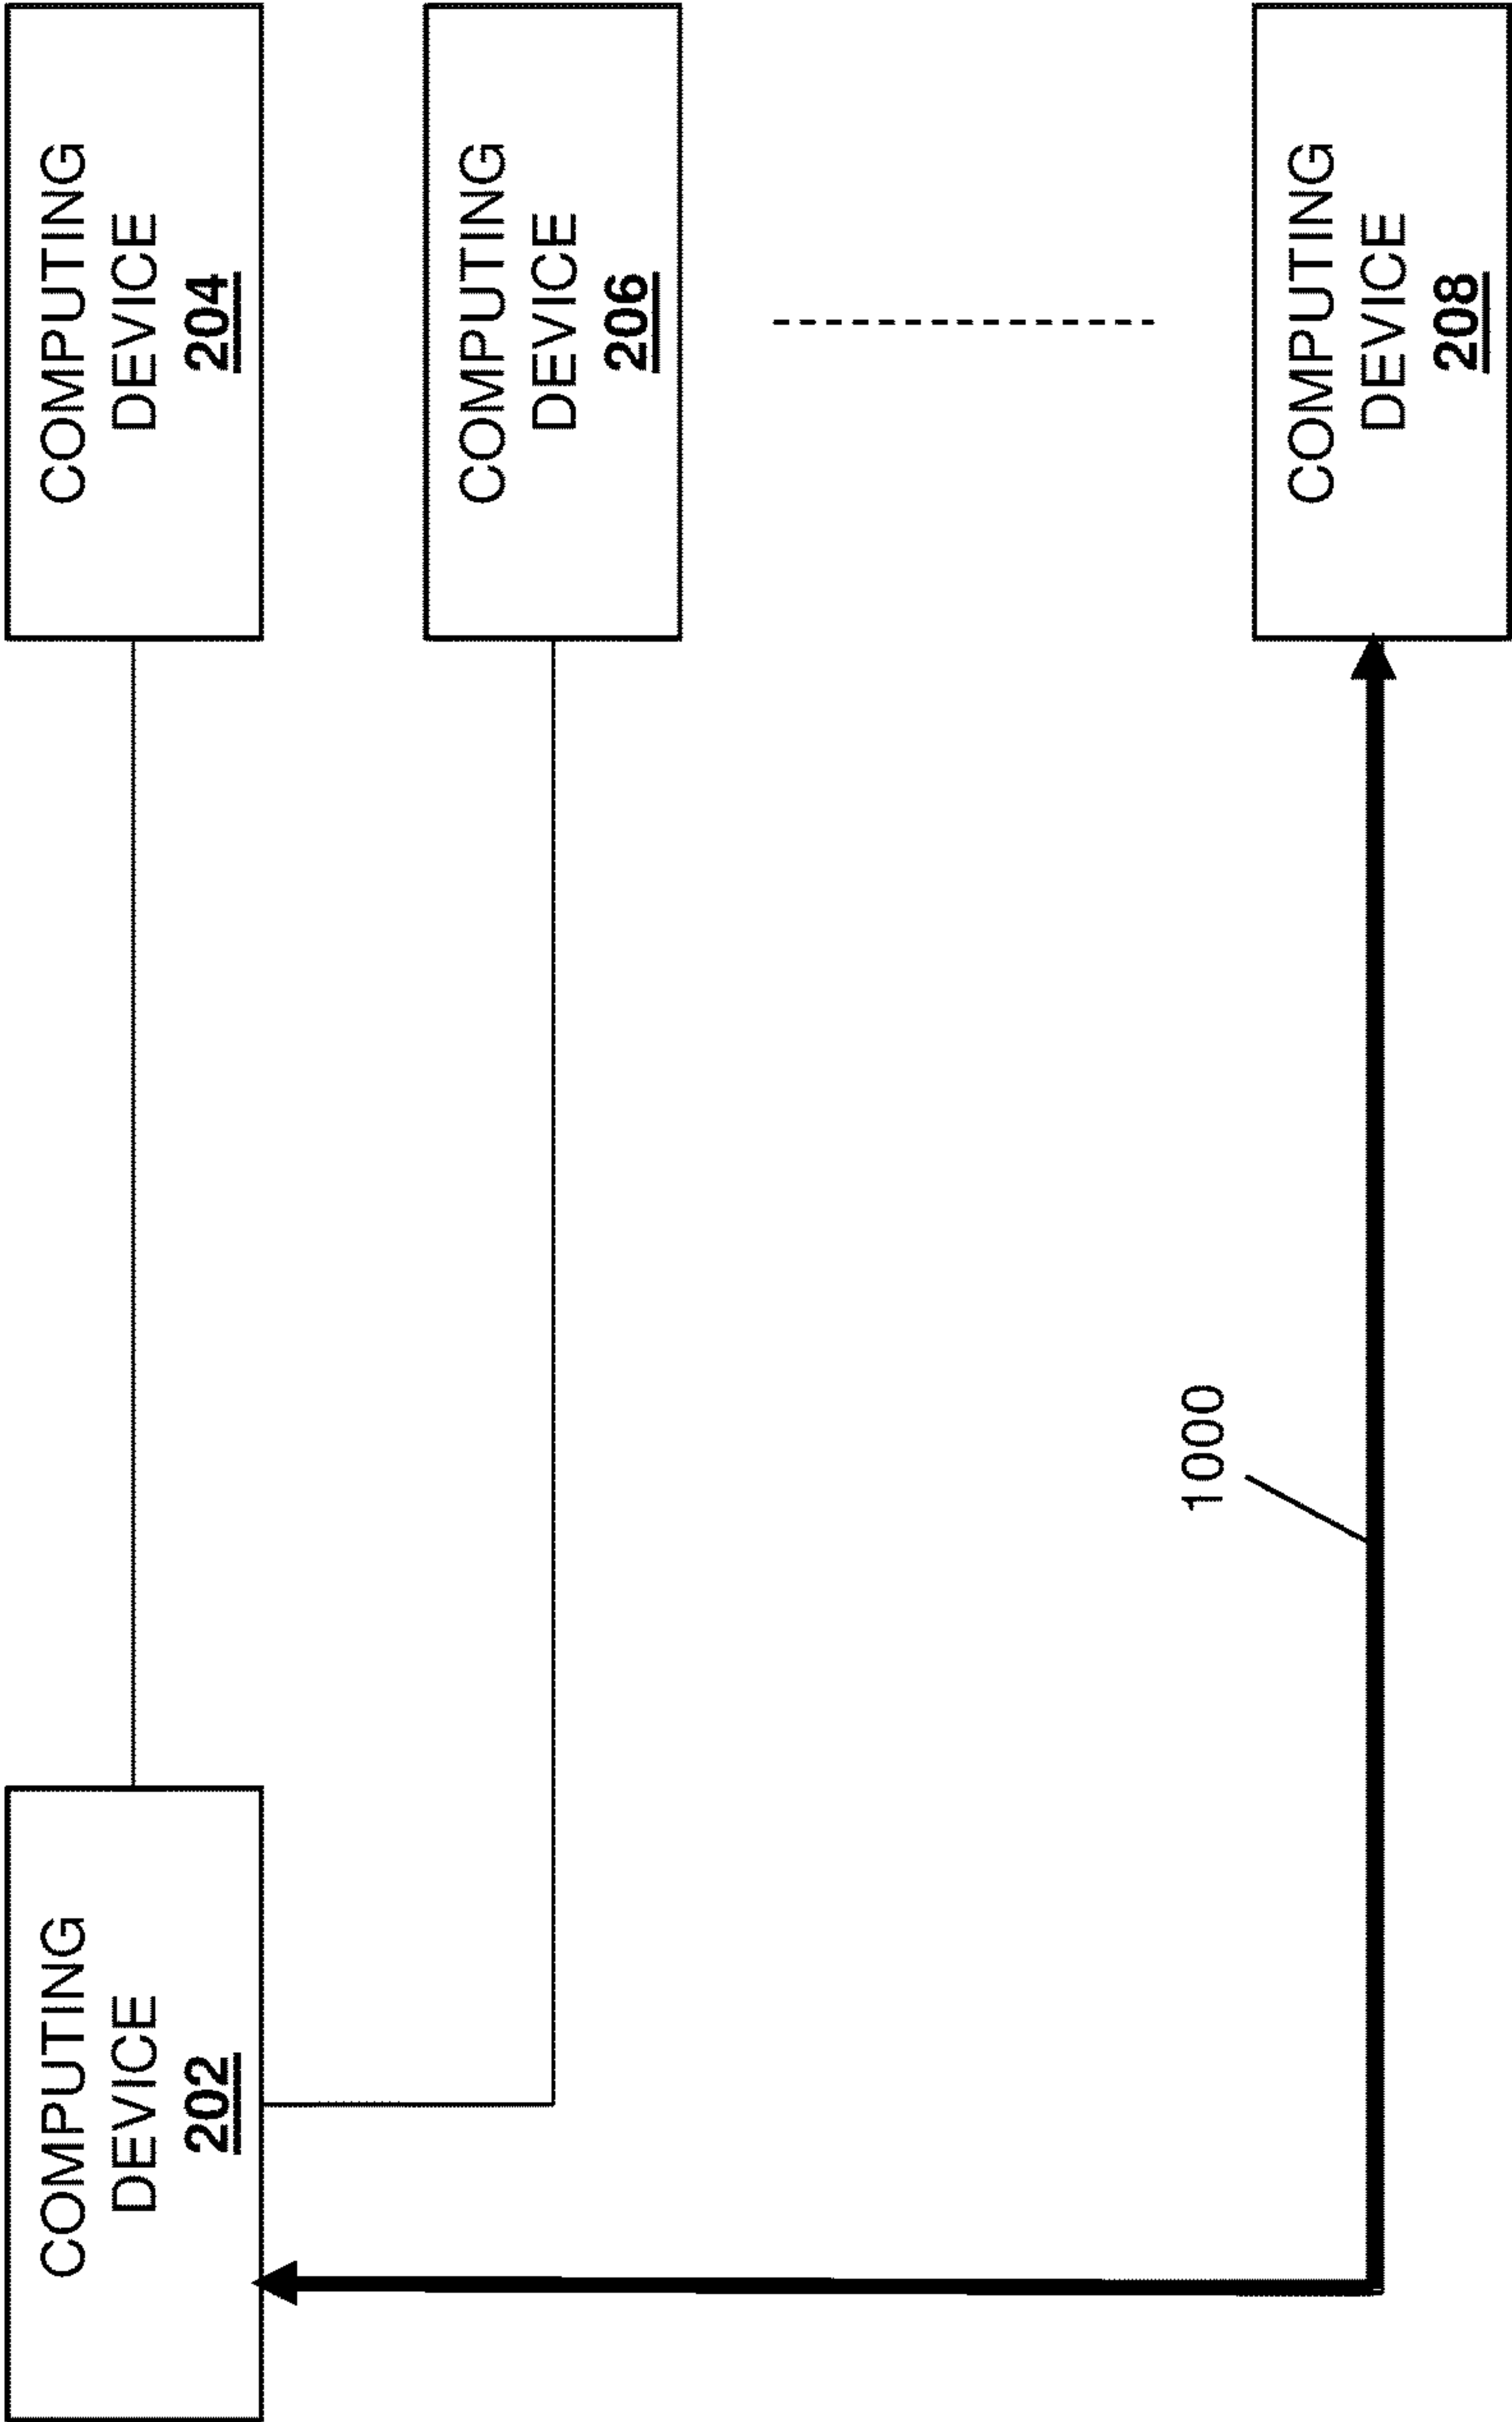 COMPUTING
DEVICE
202
COMPUTING
DEVICE
204
COMPUTING
DEVICE
206
1000
COMPUTING
DEVICE
208